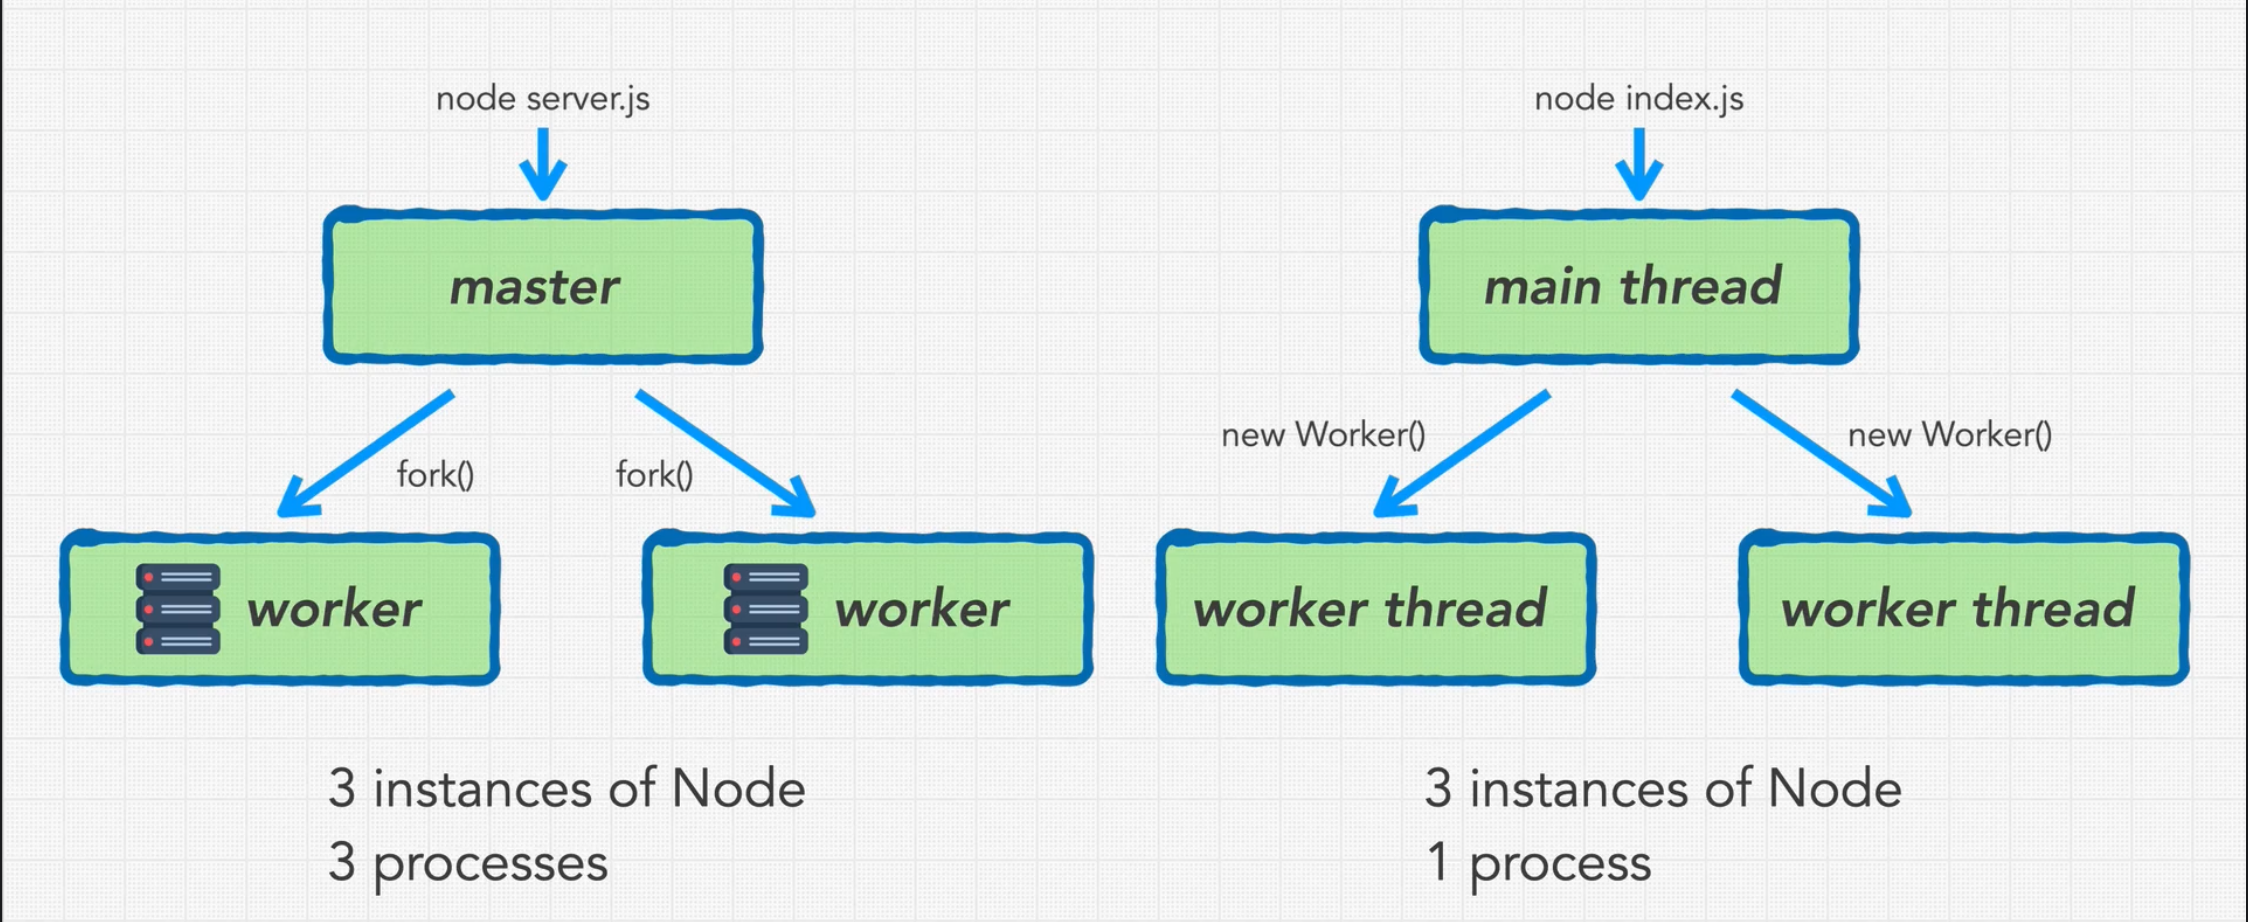 node server.js
master
fork()
fork()
worker
worker
3 instances of Node
3 processes
node index.js
main thread
new Worker()
new Worker()
worker thread
worker thread
3 instances of Node
1 process